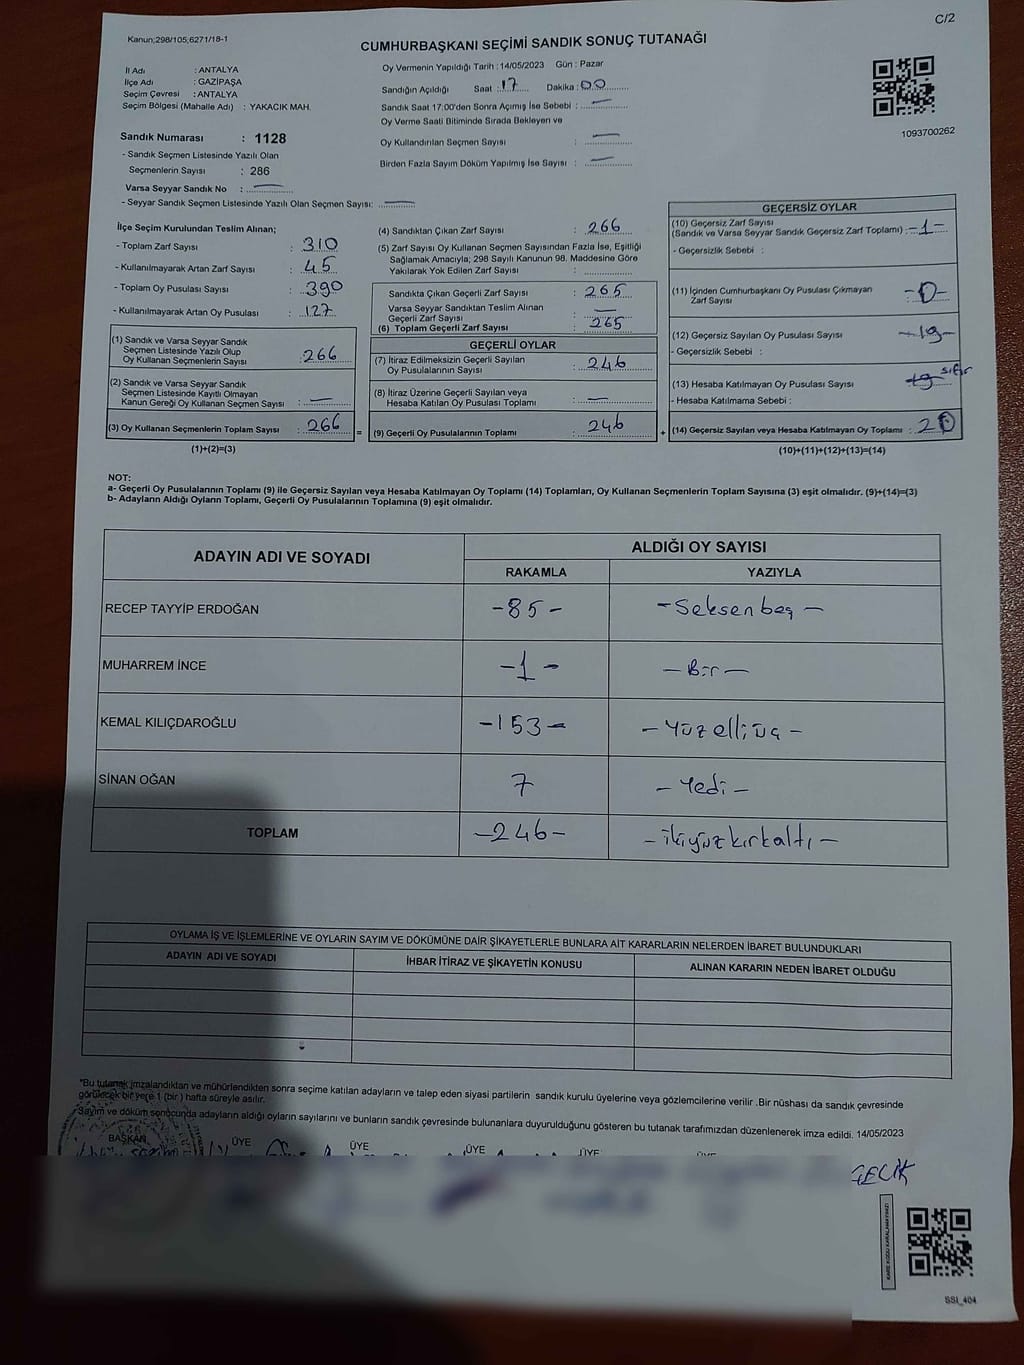 C/2
Kanun;298/105,6271/18-1
CUMHURBAŞKANI SEÇİMİ SANDIK SONUÇ TUTANAĞI
İl Adı : ANTALYA
İlçe Adı : GAZİPAŞA
Seçim Çevresi : ANTALYA
Seçim Bölgesi (Mahalle Adı) : YAKACIK MAH.
Sandık Numarası : 1128
- Sandık Seçmen Listesinde Yazılı Olan
Seçmenlerin Sayısı : 286
Varsa Seyyar Sandık No : —
- Seyyar Sandık Seçmen Listesinde Yazılı Olan Seçmen Sayısı: —
Oy Vermenin Yapıldığı Tarih : 14/05/2023 Gün : Pazar
Sandığın Açıldığı Saat : 17 Dakika : 00
Sandık Saat 17:00'den Sonra Açımış İse Sebebi : —
Oy Verme Saati Bitiminde Sırada Bekleyen ve
Oy Kullandırılan Seçmen Sayısı : —
Birden Fazla Sayım Döküm Yapılmış İse Sayısı : —
1093700262
İlçe Seçim Kurulundan Teslim Alınan;
- Toplam Zarf Sayısı : 310
- Kullanılmayarak Artan Zarf Sayısı : 45
- Toplam Oy Pusulası Sayısı : 390
- Kullanılmayarak Artan Oy Pusulası : 127
(1) Sandık ve Varsa Seyyar Sandık
Seçmen Listesinde Yazılı Olup
Oy Kullanan Seçmenlerin Sayısı : 266
(2) Sandık ve Varsa Seyyar Sandık
Seçmen Listesinde Kayıtlı Olmayan
Kanun Gereği Oy Kullanan Seçmen Sayısı : —
(3) Oy Kullanan Seçmenlerin Toplam Sayısı : 266 =
(1)+(2)=(3)
(4) Sandıktan Çıkan Zarf Sayısı : 266
(5) Zarf Sayısı Oy Kullanan Seçmen Sayısından Fazla İse, Eşitliği
Sağlamak Amacıyla; 298 Sayılı Kanunun 98. Maddesine Göre
Yakılarak Yok Edilen Zarf Sayısı :
Sandıkta Çıkan Geçerli Zarf Sayısı : 265
Varsa Seyyar Sandıktan Teslim Alınan
Geçerli Zarf Sayısı : —
(6) Toplam Geçerli Zarf Sayısı : 265
GEÇERLİ OYLAR
(7) İtiraz Edilmeksizin Geçerli Sayılan
Oy Pusulasının Sayısı : 246
(8) İtiraz Üzerine Geçerli Sayılan veya
Hesaba Katılan Oy Pusulası Toplamı : —
(9) Geçerli Oy Pusulalarının Toplamı : 246 +
GEÇERSİZ OYLAR
(10) Geçersiz Zarf Sayısı
(Sandık ve Varsa Seyyar Sandık Geçersiz Zarf Toplamı) : -1-
- Geçersizlik Sebebi :
(11) İçinden Cumhurbaşkanı Oy Pusulası Çıkmayan
Zarf Sayısı : -0-
(12) Geçersiz Sayılan Oy Pusulası Sayısı : -19-
- Geçersizlik Sebebi :
(13) Hesaba Katılmayan Oy Pusulası Sayısı : sıfır
- Hesaba Katılmama Sebebi :
(14) Geçersiz Sayılan veya Hesaba Katılmayan Oy Toplamı : 20
(10)+(11)+(12)+(13)=(14)
NOT:
a- Geçerli Oy Pusulalarının Toplamı (9) ile Geçersiz Sayılan veya Hesaba Katılmayan Oy Toplamı (14) Toplamları, Oy Kullanan Seçmenlerin Toplam Sayısına (3) eşit olmalıdır. (9)+(14)=(3)
b- Adayların Aldığı Oyların Toplamı, Geçerli Oy Pusulalarının Toplamına (9) eşit olmalıdır.
ADAYIN ADI VE SOYADI ALDIĞI OY SAYISI
RAKAMLA YAZIYLA
RECEP TAYYİP ERDOĞAN -85- -Seksenbeş-
MUHARREM İNCE -1- -Bir-
KEMAL KILIÇDAROĞLU -153- -Yüzelliüç-
SİNAN OĞAN 7 -Yedi-
TOPLAM -246- -ikiyüzkırkaltı-
OYLAMA İŞ VE İŞLEMLERİNE VE OYLARIN SAYIM VE DÖKÜMÜNE DAİR ŞİKAYETLERLE BUNLARA AİT KARARLARIN NELERDEN İBARET BULUNDUKLARI
ADAYIN ADI VE SOYADI İHBAR İTİRAZ VE ŞİKAYETİN KONUSU ALINAN KARARIN NEDEN İBARET OLDUĞU
"Bu tutanak imzalandıktan ve mühürlendikten sonra seçime katılan adayların ve talep eden siyasi partilerin sandık kurulu üyelerine veya gözlemcilerine verilir .Bir nüshası da sandık çevresinde
görülecek bir yere 1 (bir ) hafta süreyle asılır.
Sayım ve döküm sonucunda adayların aldığı oyların sayılarını ve bunların sandık çevresinde bulunanlara duyurulduğunu gösteren bu tutanak tarafımızdan düzenlenerek imza edildi. 14/05/2023
BAŞKAN ÜYE ÜYE ÜYE ÜYE
GECİK
KARE KODU KARALAMAYINIZ!
SSI_404